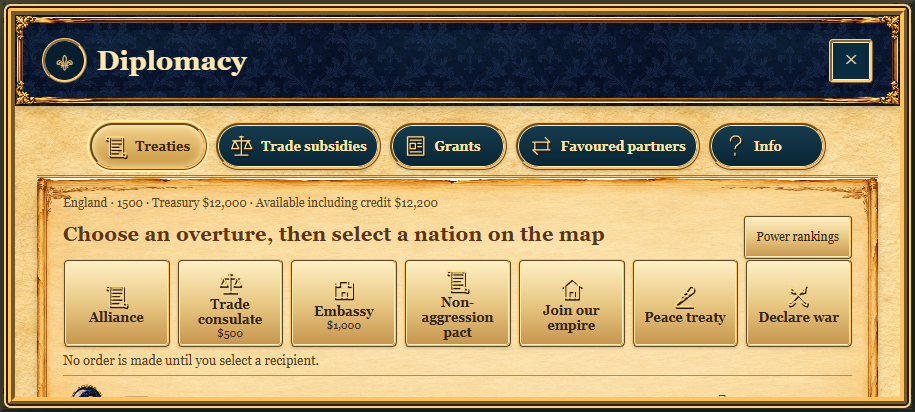 Diplomacy
×
Treaties
Trade subsidies
Grants
Favoured partners
Info
England · 1500 · Treasury $12,000 · Available including credit $12,200
Choose an overture, then select a nation on the map
Power rankings
Alliance
Trade
consulate
$500
Embassy
$1,000
Non-
aggression
pact
Join our
empire
Peace treaty
Declare war
No order is made until you select a recipient.